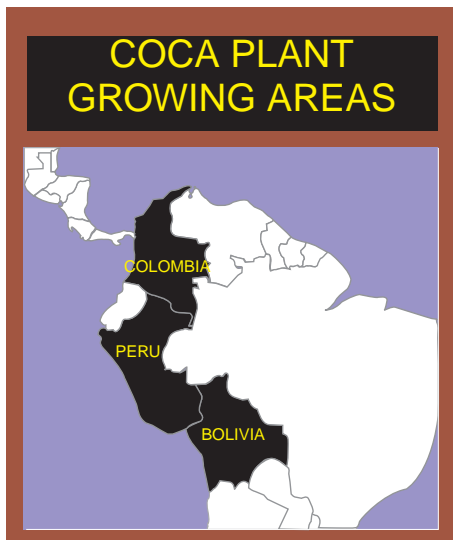 COCA PLANT
GROWING AREAS
COLOMBIA
PERU
BOLIVIA